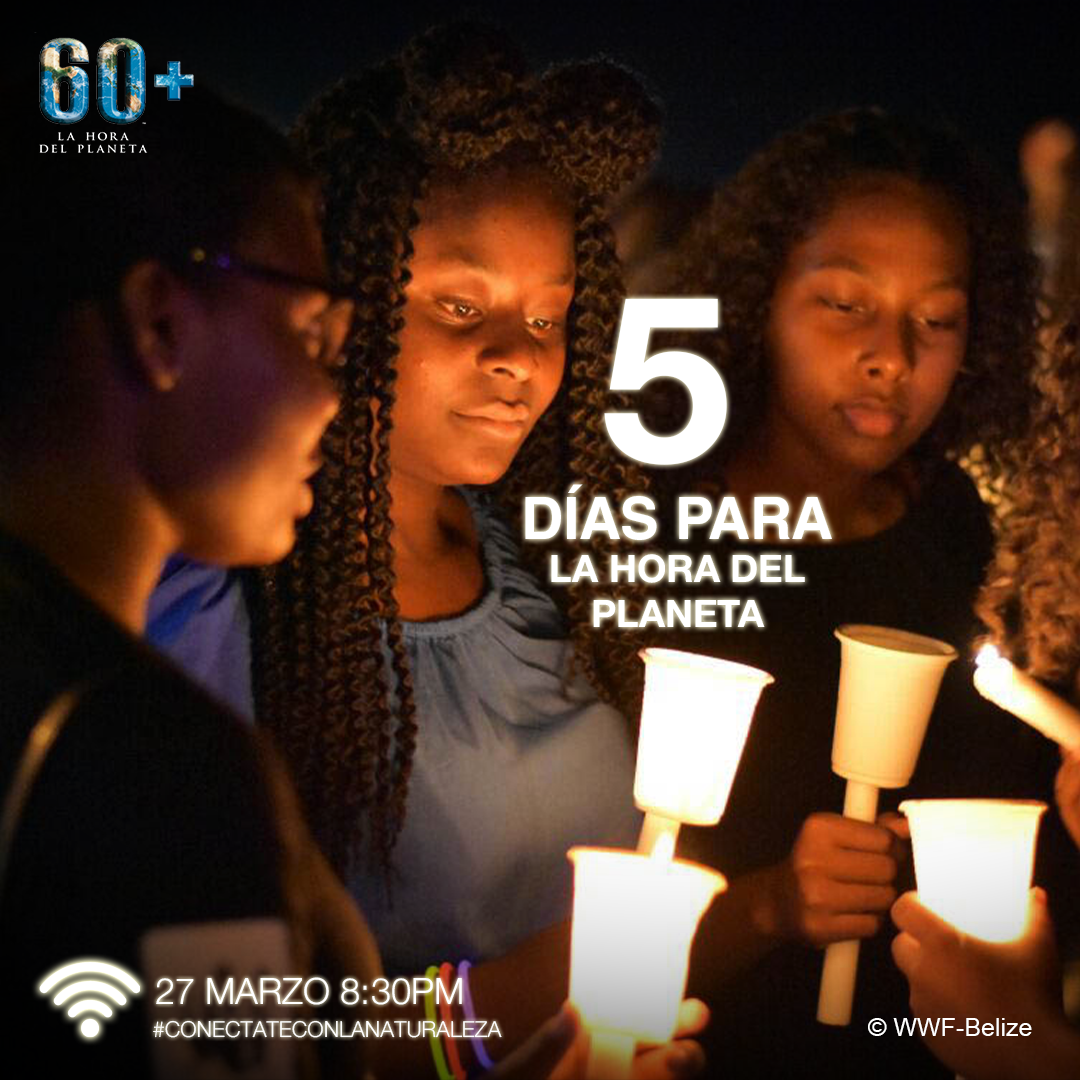 60+
LA HORA
DEL PLANETA
5
DÍAS PARA
LA HORA DEL
PLANETA
27 MARZO 8:30PM
#CONECTATECONLANATURALEZA
© WWF-Belize